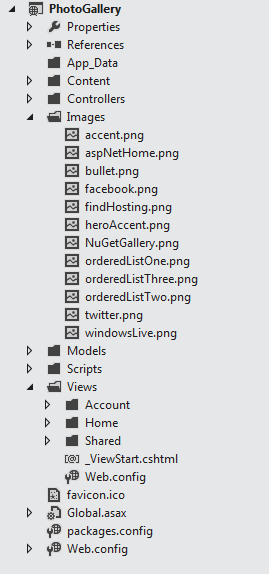 PhotoGallery
Properties
References
App_Data
Content
Controllers
Images
accent.png
aspNetHome.png
bullet.png
facebook.png
findHosting.png
heroAccent.png
NuGetGallery.png
orderedListOne.png
orderedListThree.png
orderedListTwo.png
twitter.png
windowsLive.png
Models
Scripts
Views
Account
Home
Shared
_ViewStart.cshtml
Web.config
favicon.ico
Global.asax
packages.config
Web.config